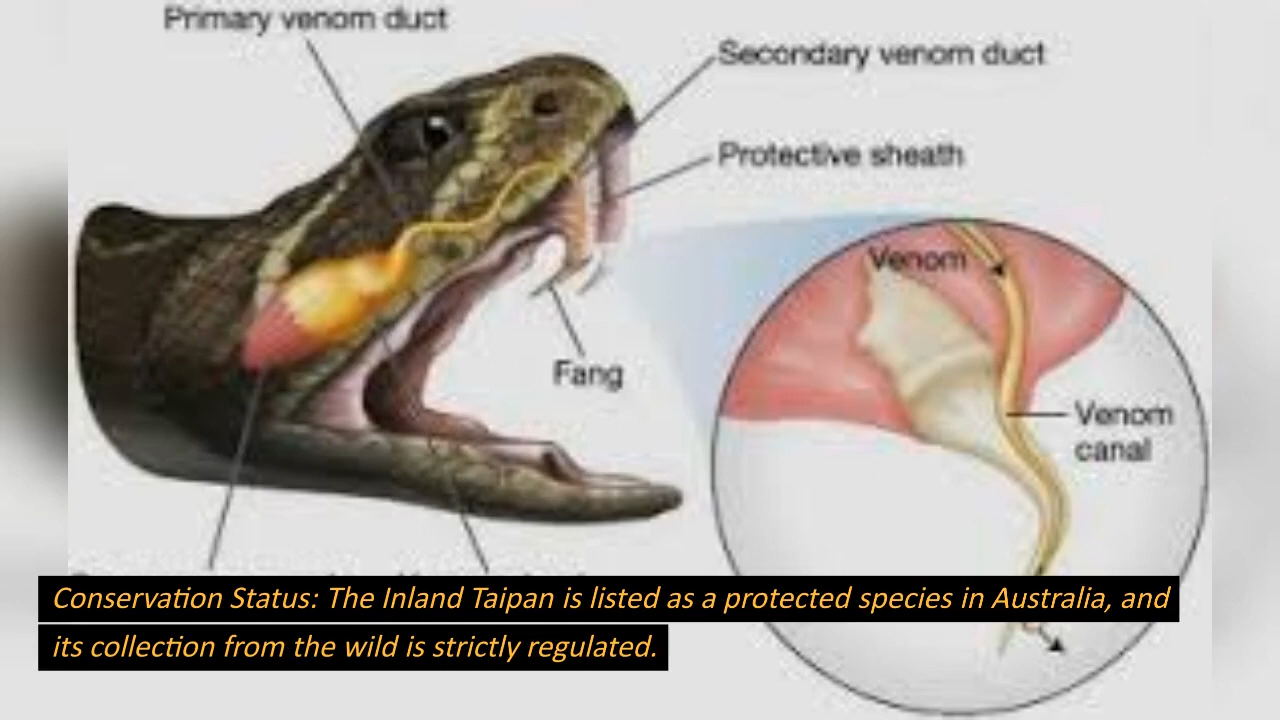 Primary venom duct
Secondary venom duct
Protective sheath
Venom
Fang
Venom
canal
Conservation Status: The Inland Taipan is listed as a protected species in Australia, and
its collection from the wild is strictly regulated.